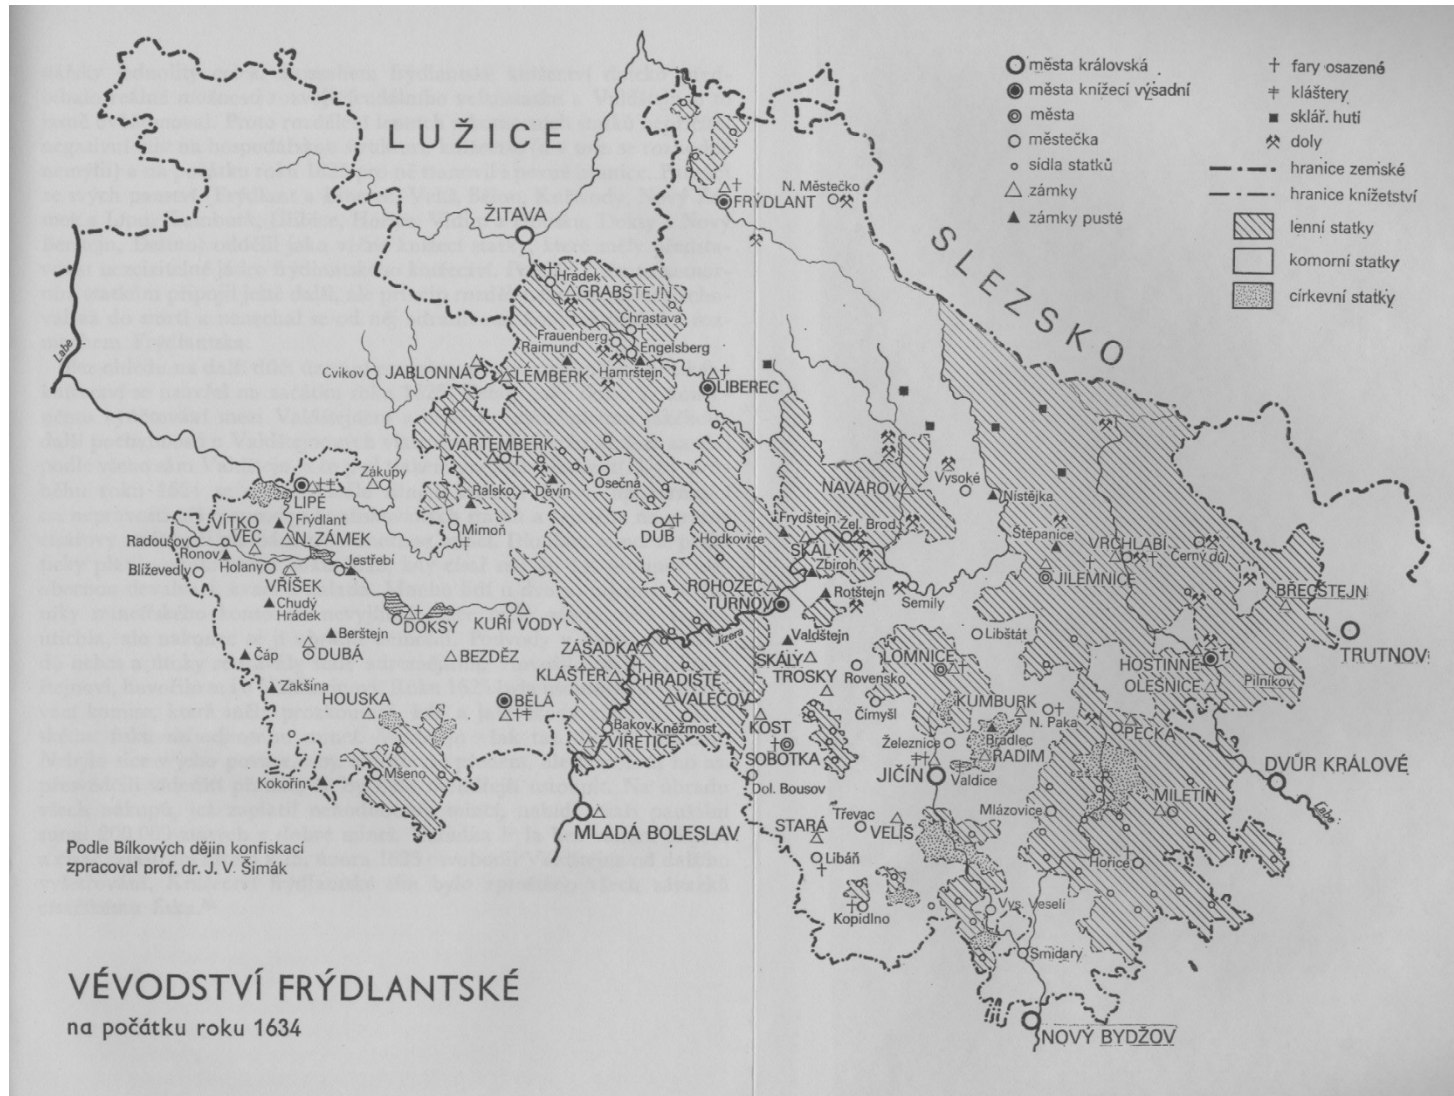 LUŽICE
SLEZSKO
města královská
města knížecí výsadní
města
městečka
sídla statků
zámky
zámky pusté
fary osazené
kláštery
sklář. hutí
doly
hranice zemské
hranice knížetství
lenní statky
komorní statky
církevní statky
Labe
ŽITAVA
FRÝDLANT
N. Městečko
Hrádek
GRABŠTEJN
Chrastava
Frauenberg
Raimund
Engelsberg
Hamrštejn
Cvikov
JABLONNÁ
LEMBERK
LIBEREC
VARTEMBERK
Zákupy
LIPÉ
Ralsko
Děvín
Osečná
NAVAROV
Vysoké
Nístějka
VÍTKO
VEC
Frýdlant
N. ZÁMEK
Mimoň
DUB
Hodkovice
Frydštejn
Žel. Brod
SKÁLY
Zbiroh
Štěpanice
VRCHLABÍ
Černý důl
Radoušov
Ronov
Blíževedly
Holany
Jestřebí
VŘÍŠEK
ROHOZEC
TURNOV
Rotštejn
Semily
JILEMNICE
BŘEČŠTEJN
Chudý
Hrádek
DOKSY
KUŘÍ VODY
Jizera
Valdštejn
Libštát
TRUTNOV
Berštejn
DUBÁ
BEZDĚZ
Čáp
ZÁSADKA
KLÁŠTER
HRADIŠTĚ
SKÁLY
TROSKY
Rovensko
LOMNICE
HOSTINNÉ
OLEŠNICE
Pilníkov
Zakšína
HOUSKA
BĚLÁ
VALEČOV
Kněžmost
Bakov
ZVÍŘETICE
KOST
SOBOTKA
Čimyšl
KUMBURK
N. Paka
PECKA
Železnice
Bradlec
RADIM
JIČÍN
Valdice
DVŮR KRÁLOVÉ
Labe
Kokořín
Mšeno
Dol. Bousov
MLADÁ BOLESLAV
STARÁ
Třevac
VELIŠ
Mlázovice
MILETÍN
Libáň
Hořice
Kopidlno
Vys. Veselí
Smidary
NOVÝ BYDŽOV
Podle Bílkových dějin konfiskací
zpracoval prof. dr. J. V. Šimák
VÉVODSTVÍ FRÝDLANTSKÉ
na počátku roku 1634